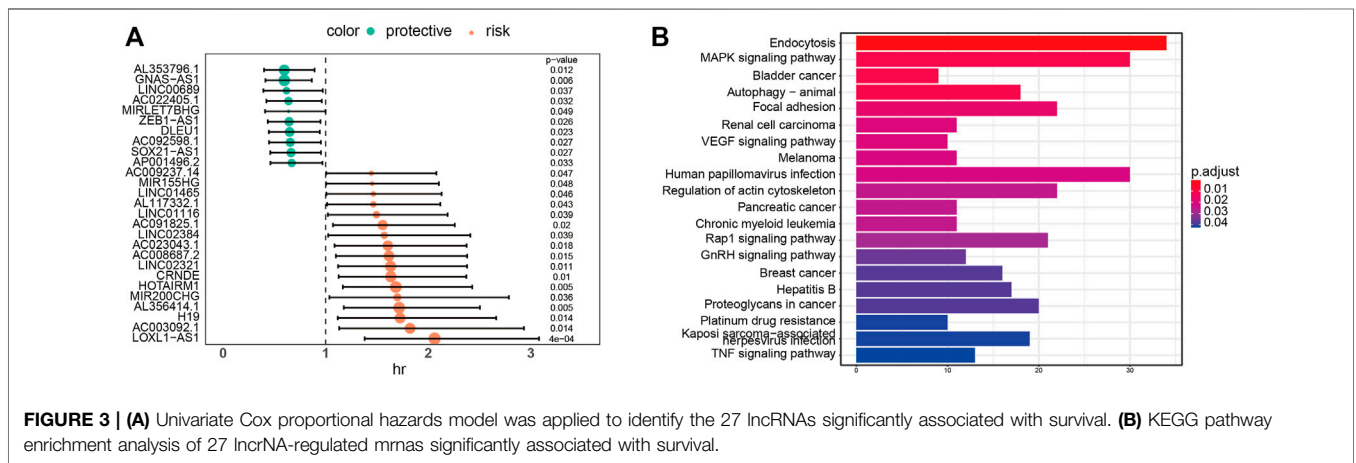 A
color protective risk
p-value
AL353796.1 0.012
GNAS-AS1 0.006
LINC00689 0.037
AC022405.1 0.032
MIRLET7BHG 0.049
ZEB1-AS1 0.026
DLEU1 0.023
AC092598.1 0.027
SOX21-AS1 0.027
AP001496.2 0.033
AC009237.14 0.047
MIR155HG 0.048
LINC01465 0.046
AL117332.1 0.043
LINC01116 0.039
AC091825.1 0.02
LINC02384 0.039
AC023043.1 0.018
AC008687.2 0.015
LINC02321 0.011
CRNDE 0.01
HOTAIRM1 0.005
MIR200CHG 0.036
AL356414.1 0.005
H19 0.014
AC003092.1 0.014
LOXL1-AS1 4e-04
0 1 2 3
hr
B
Endocytosis
MAPK signaling pathway
Bladder cancer
Autophagy - animal
Focal adhesion
Renal cell carcinoma
VEGF signaling pathway
Melanoma
Human papillomavirus infection
Regulation of actin cytoskeleton
Pancreatic cancer
Chronic myeloid leukemia
Rap1 signaling pathway
GnRH signaling pathway
Breast cancer
Hepatitis B
Proteoglycans in cancer
Platinum drug resistance
Kaposi sarcoma-associated
herpesvirus infection
TNF signaling pathway
0 10 20 30
p.adjust
0.01
0.02
0.03
0.04
FIGURE 3 | (A) Univariate Cox proportional hazards model was applied to identify the 27 lncRNAs significantly associated with survival. (B) KEGG pathway
enrichment analysis of 27 lncrNA-regulated mrnas significantly associated with survival.